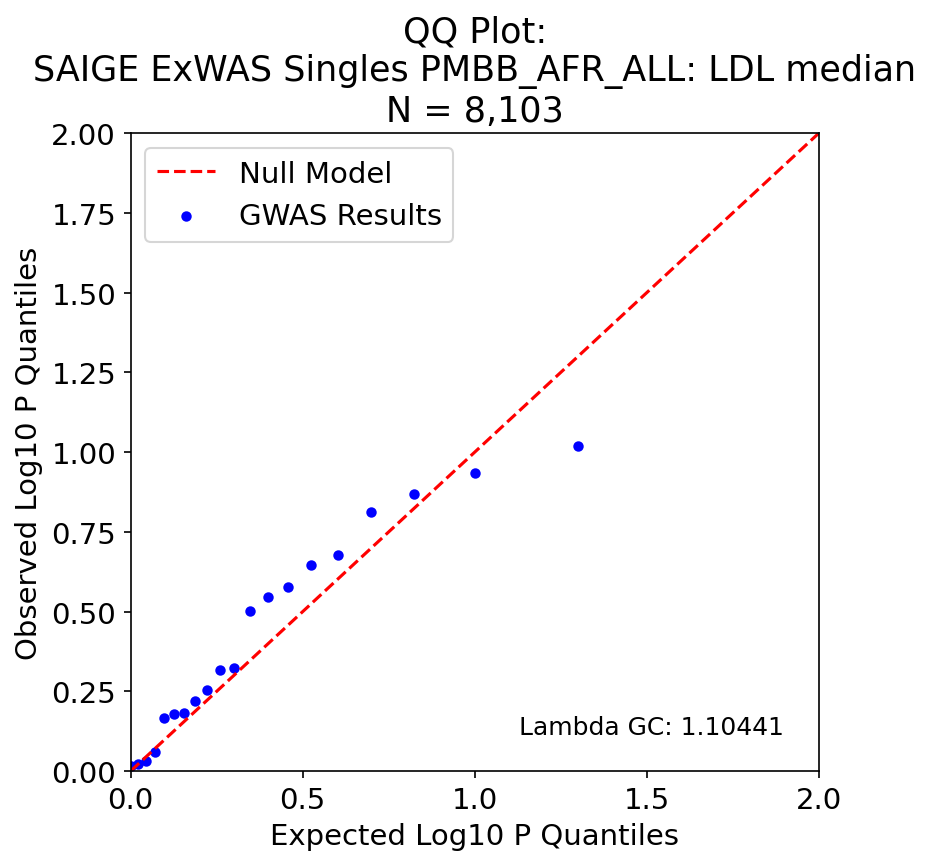 QQ Plot:
SAIGE ExWAS Singles PMBB_AFR_ALL: LDL median
N = 8,103
2.00
1.75
1.50
1.25
1.00
0.75
0.50
0.25
0.00
Observed Log10 P Quantiles
Null Model
GWAS Results
Lambda GC: 1.10441
0.0
0.5
1.0
1.5
2.0
Expected Log10 P Quantiles